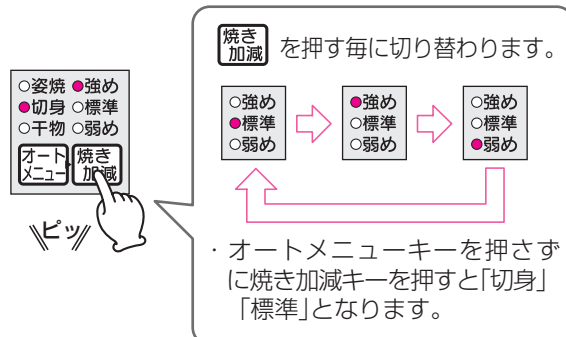 ○姿焼 ●強め
●切身 ○標準
○干物 ○弱め
オートメニュー 焼き加減
ピッ
焼き加減 を押す毎に切り替わります。
○強め
●標準
○弱め
●強め
○標準
○弱め
○強め
○標準
●弱め
・オートメニューキーを押さず
に焼き加減キーを押すと｢切身｣
｢標準｣となります。